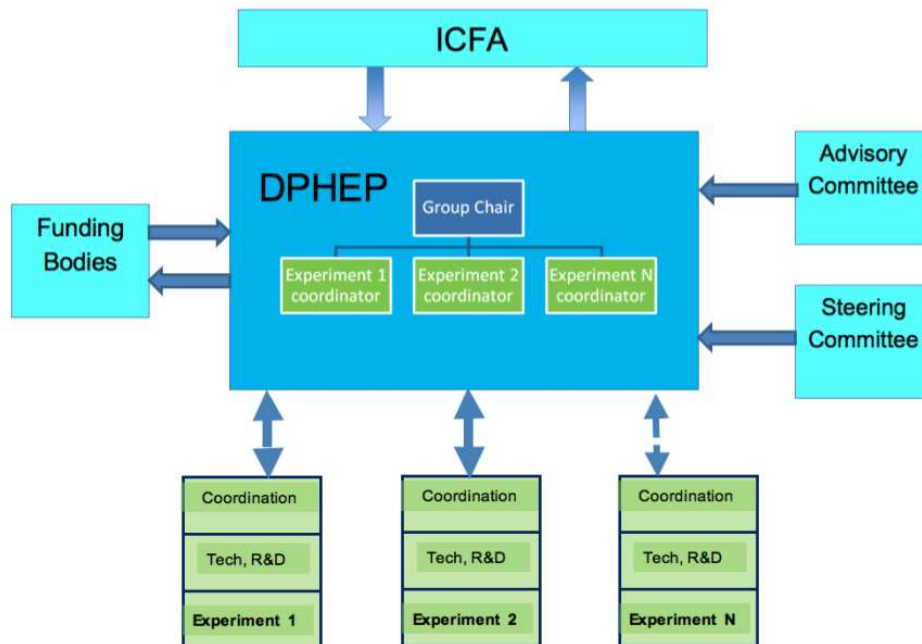 ICFA
DPHEP
Group Chair
Experiment 1
coordinator
Experiment 2
coordinator
Experiment N
coordinator
Funding
Bodies
Advisory
Committee
Steering
Committee
Coordination
Tech, R&D
Experiment 1
Coordination
Tech, R&D
Experiment 2
Coordination
Tech, R&D
Experiment N